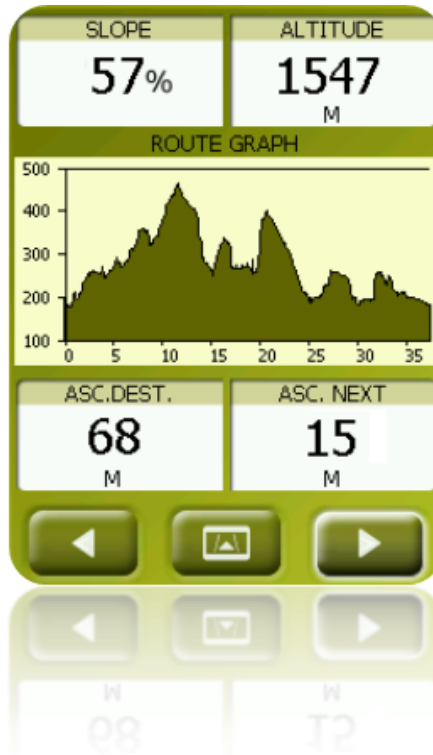 SLOPE
ALTITUDE
57%
1547
M
ROUTE GRAPH
500
400
300
200
100
0 5 10 15 20 25 30 35
ASC.DEST.
ASC. NEXT
68
15
M
M